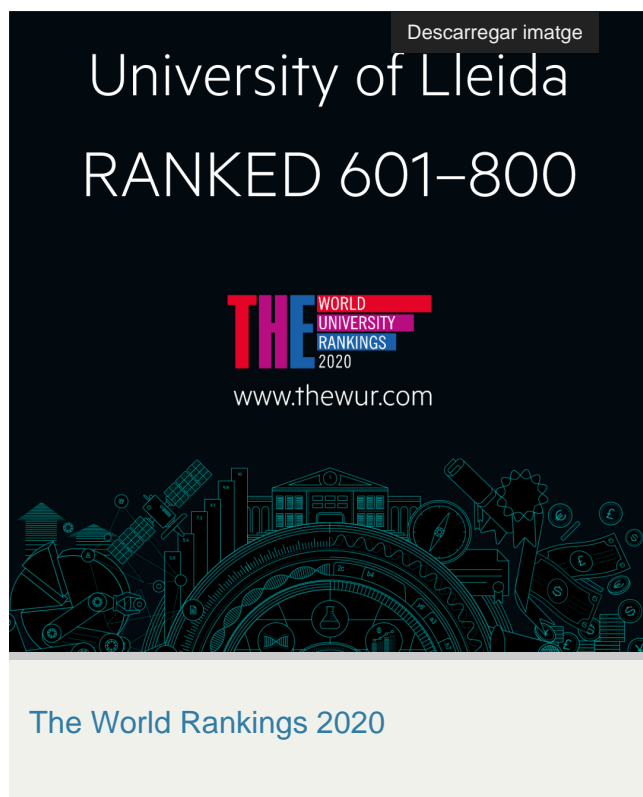 Descarregar imatge
University of Lleida
RANKED 601–800
THE
WORLD
UNIVERSITY
RANKINGS
2020
www.thewur.com
The World Rankings 2020